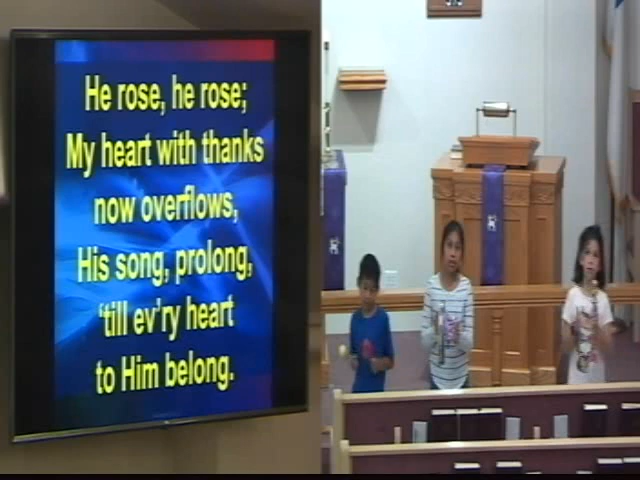 He rose, he rose;
My heart with thanks
now overflows,
His song, prolong,
‘till ev'ry heart
to Him belong.